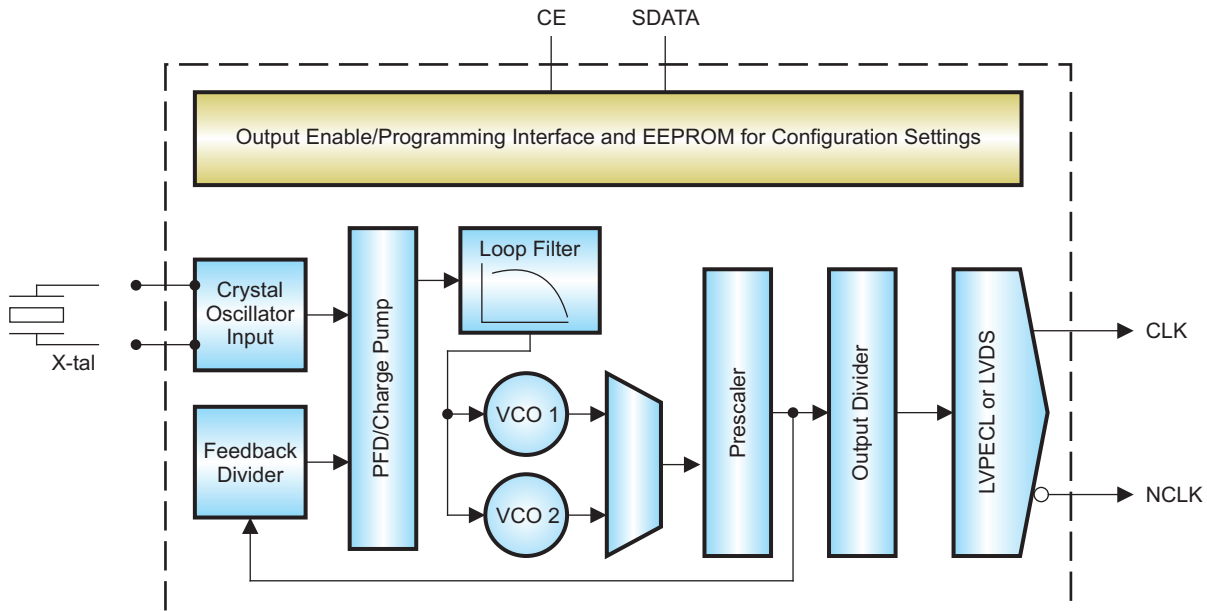 CE
SDATA
Output Enable/Programming Interface and EEPROM for Configuration Settings
X-tal
Crystal
Oscillator
Input
Feedback
Divider
PFD/Charge Pump
Loop Filter
VCO 1
VCO 2
Prescaler
Output Divider
LVPECL or LVDS
CLK
NCLK